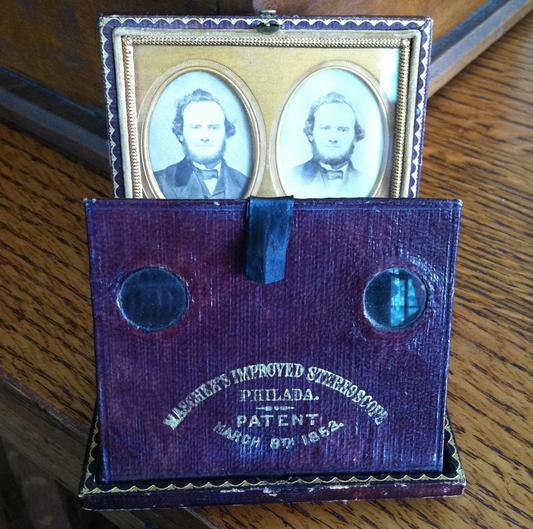 MASCHER'S IMPROVED STEREOSCOPE
PHILADA.
PATENT
MARCH 8TH 1853.